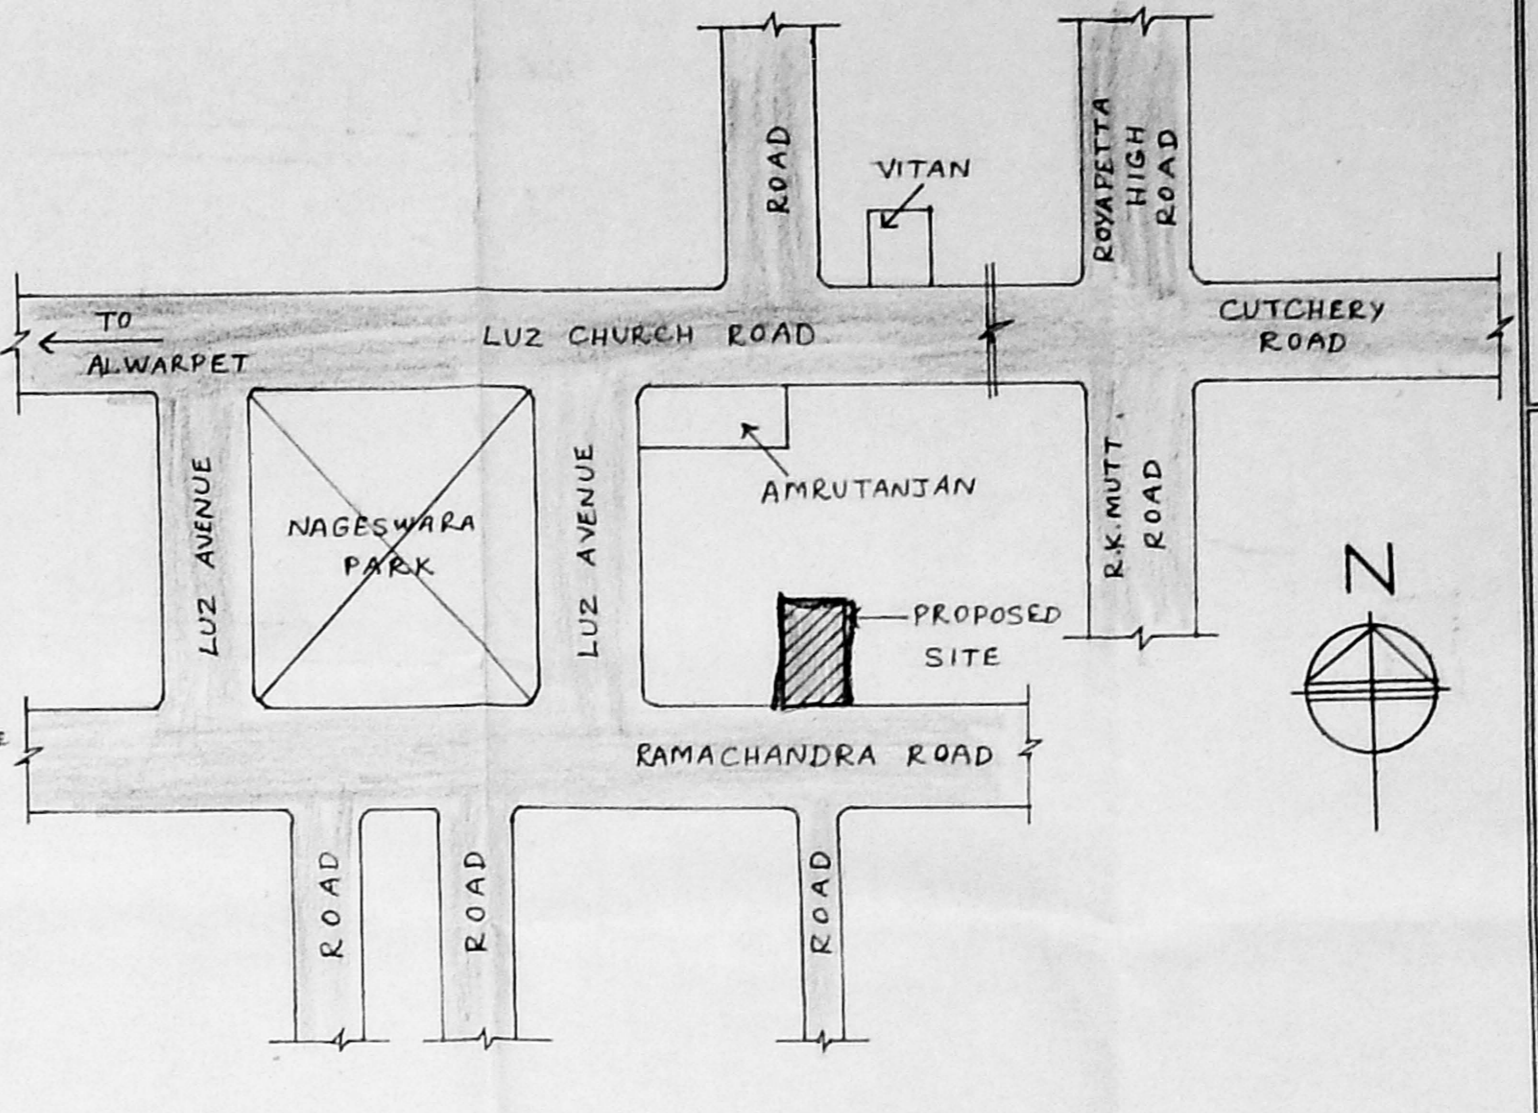 ROAD
ROYAPETTA
HIGH
ROAD
VITAN
TO
ALWARPET
LUZ CHURCH ROAD
CUTCHERY
ROAD
LUZ AVENUE
NAGESWARA
PARK
LUZ AVENUE
AMRUTANJAN
R.K.MUTT
ROAD
N
PROPOSED
SITE
RAMACHANDRA ROAD
ROAD
ROAD
ROAD